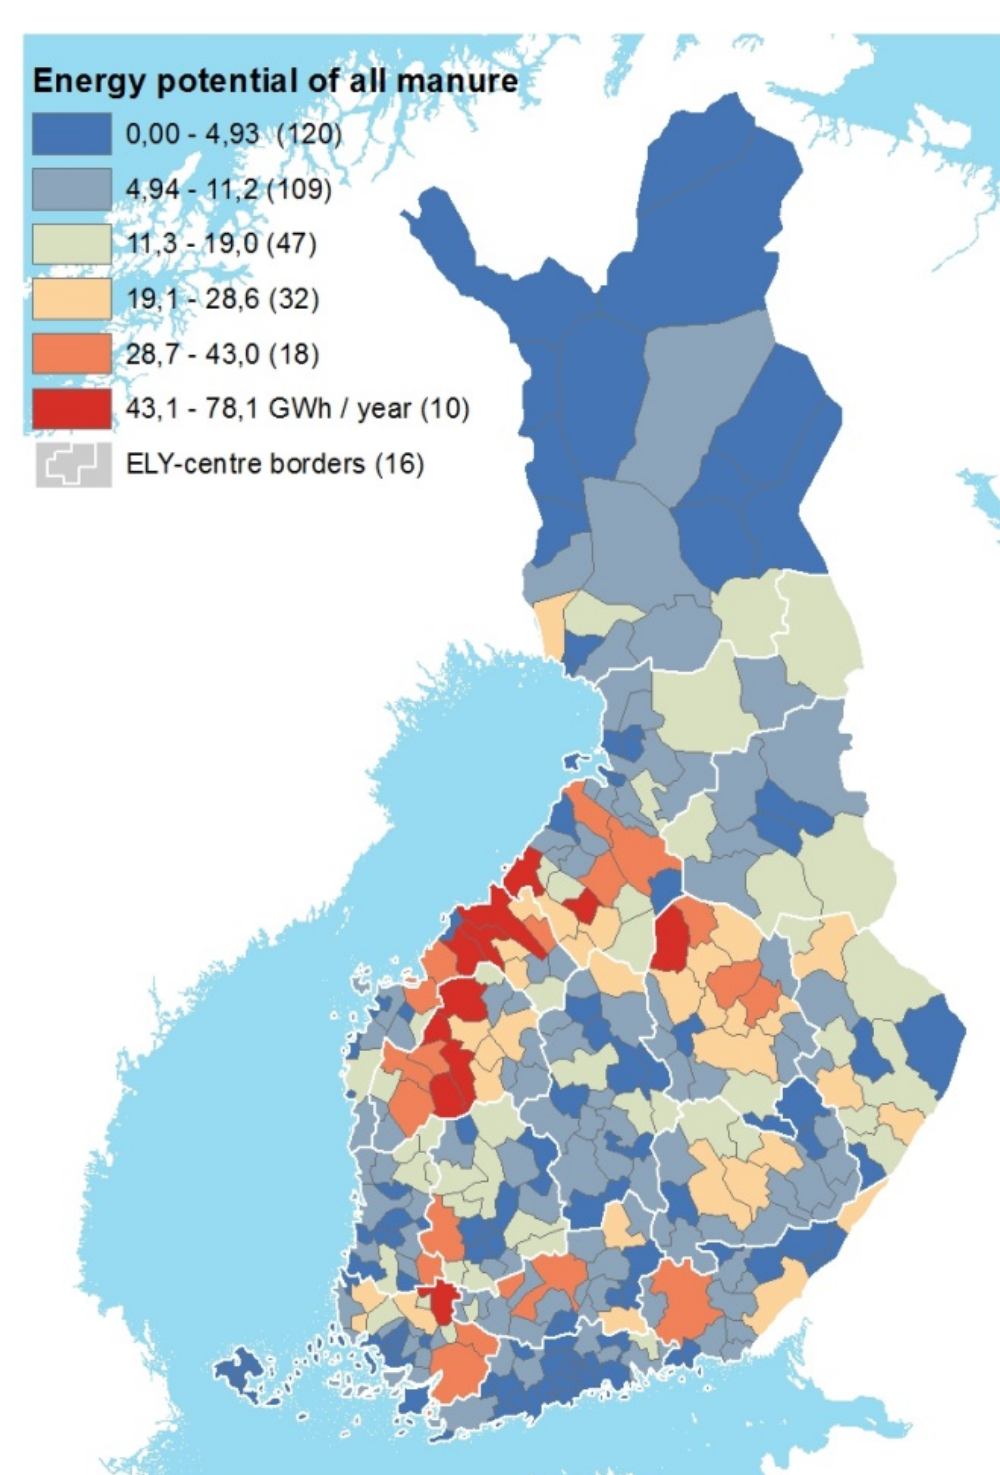 Energy potential of all manure
0,00 - 4,93 (120)
4,94 - 11,2 (109)
11,3 - 19,0 (47)
19,1 - 28,6 (32)
28,7 - 43,0 (18)
43,1 - 78,1 GWh / year (10)
ELY-centre borders (16)